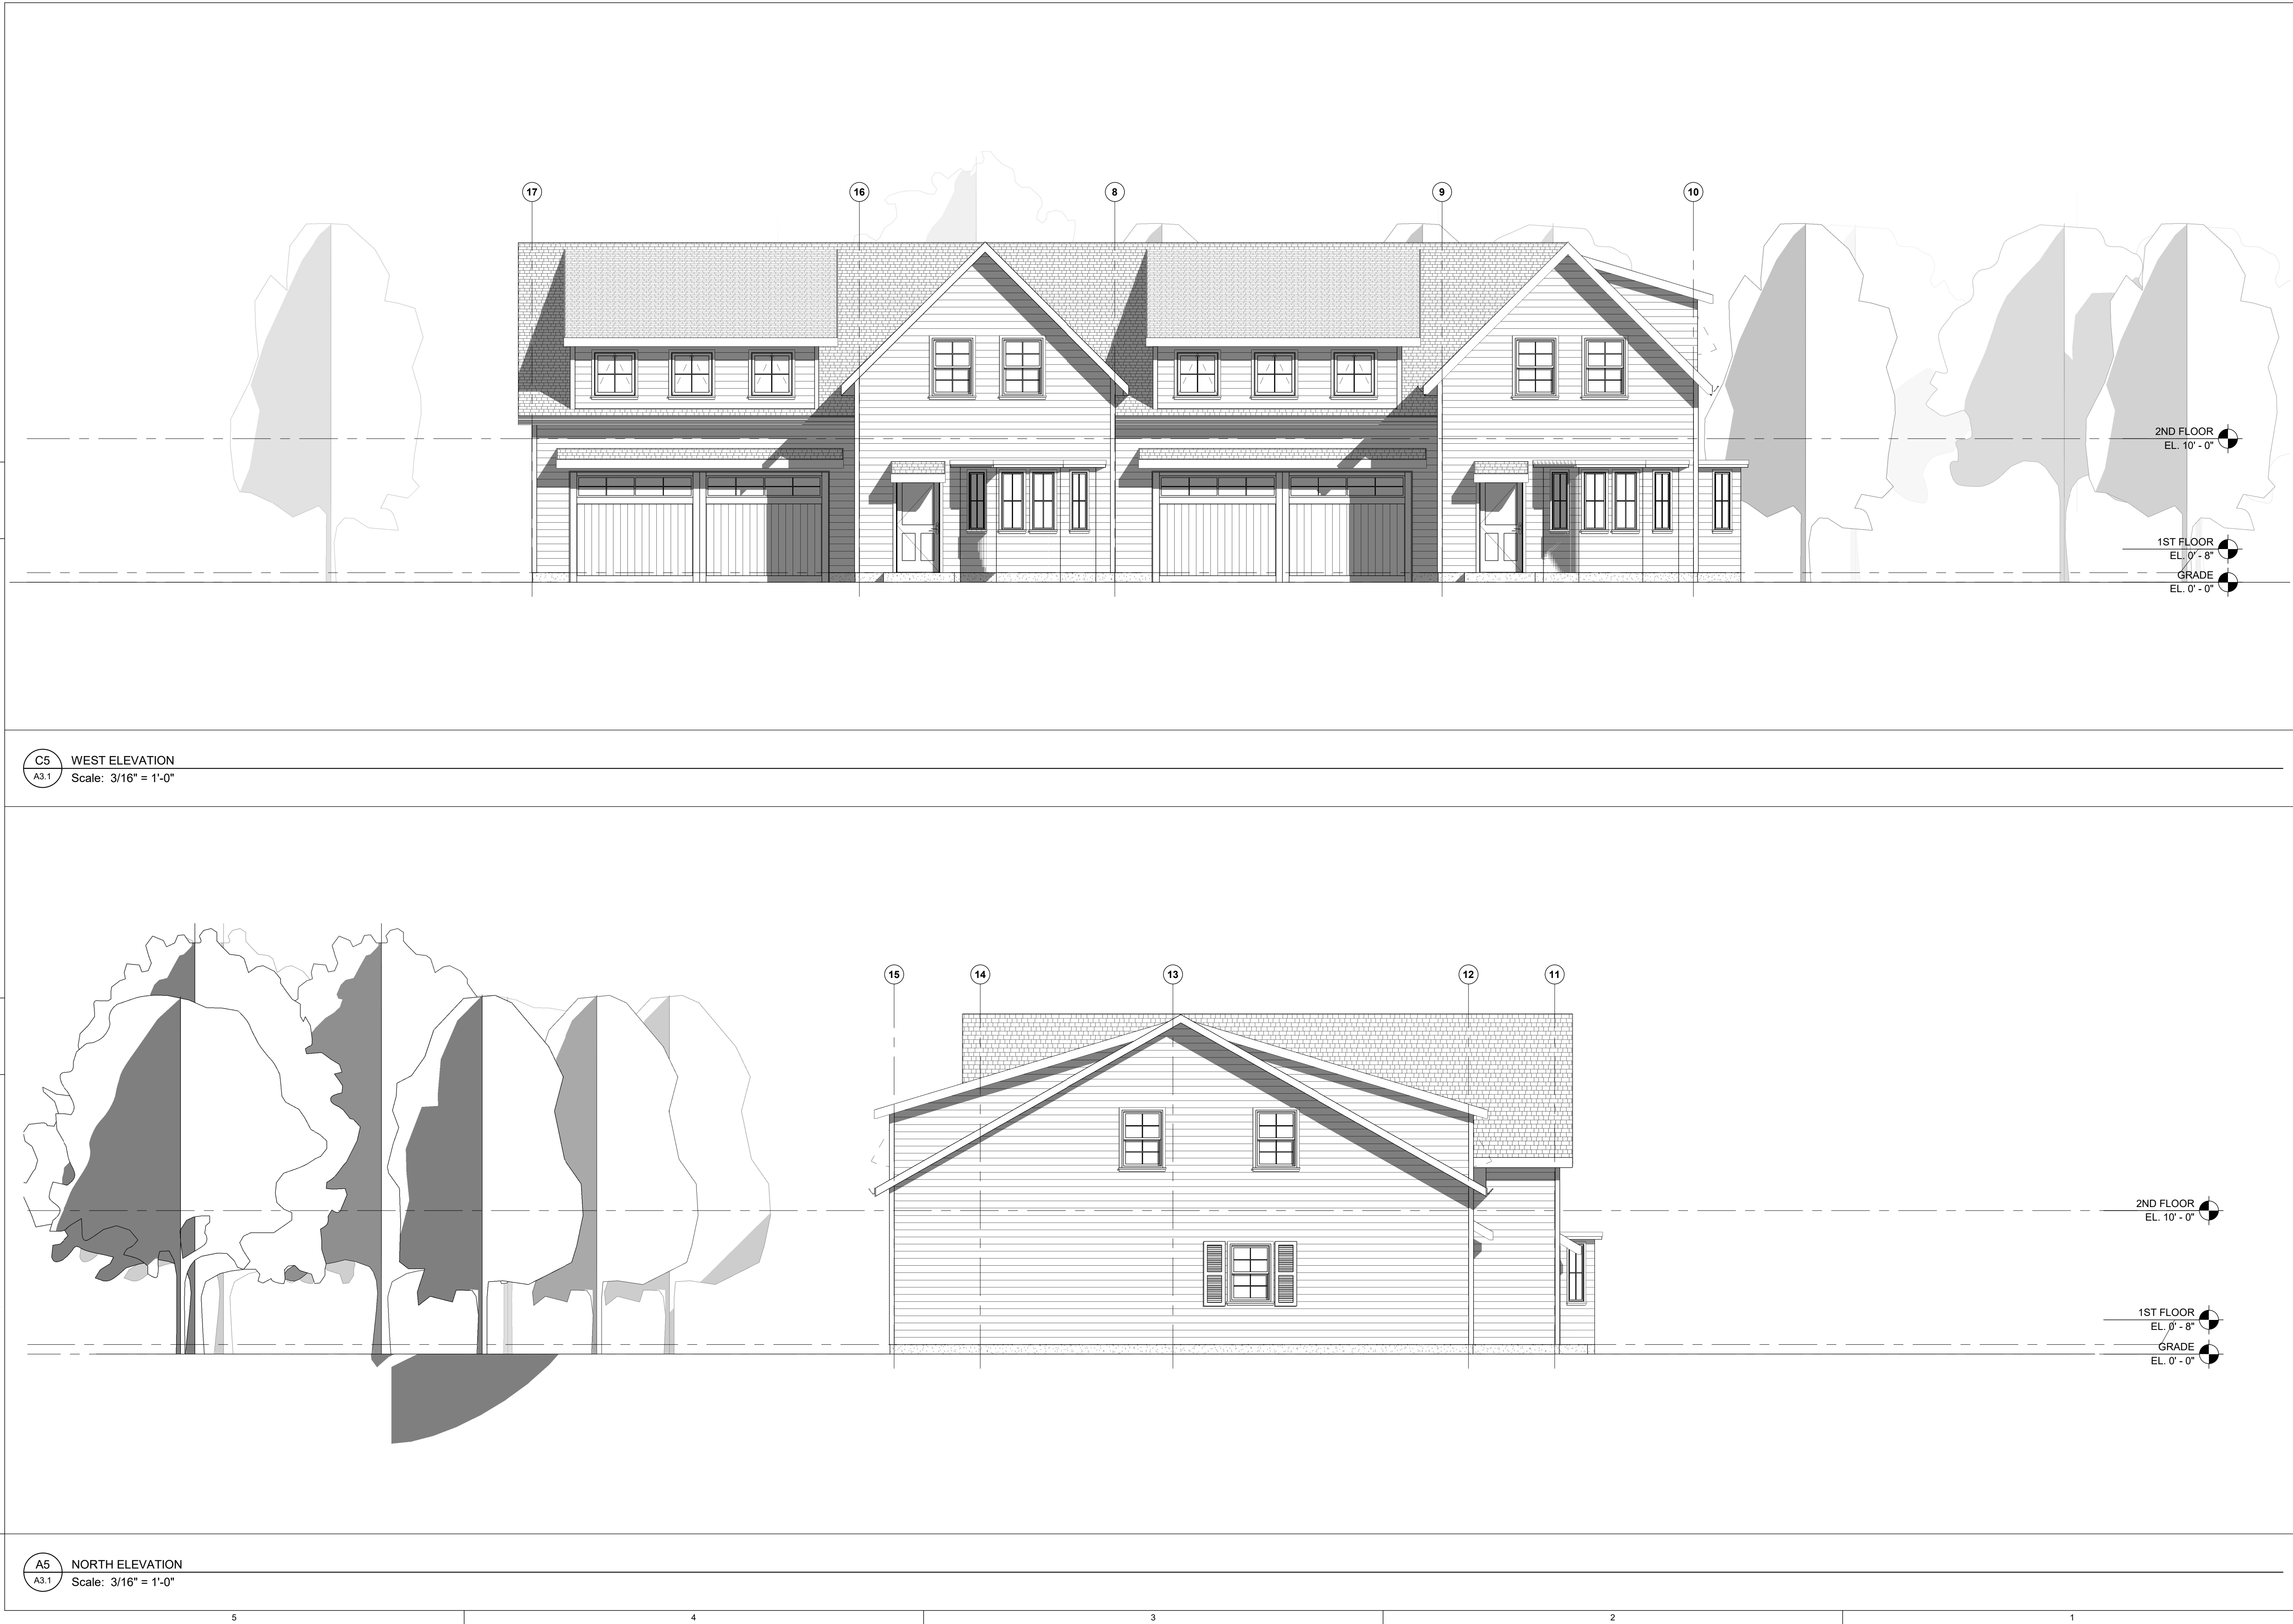 17 16 8 9 10
2ND FLOOR
EL. 10' - 0"
1ST FLOOR
EL. 0' - 8"
GRADE
EL. 0' - 0"
C5 WEST ELEVATION
A3.1 Scale: 3/16" = 1'-0"
15 14 13 12 11
2ND FLOOR
EL. 10' - 0"
1ST FLOOR
EL. 0' - 8"
GRADE
EL. 0' - 0"
A5 NORTH ELEVATION
A3.1 Scale: 3/16" = 1'-0"
5 4 3 2 1